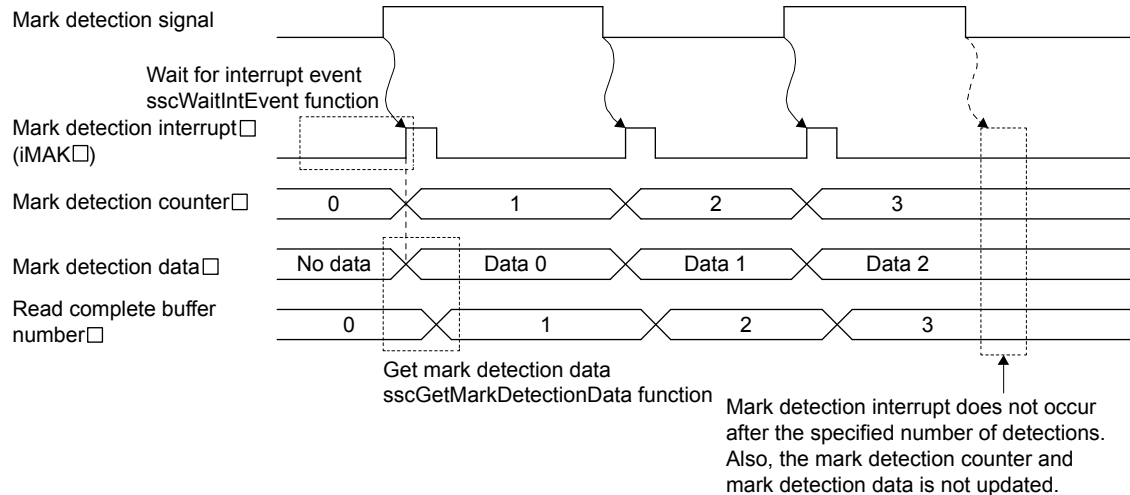 Mark detection signal
Wait for interrupt event
sscWaitIntEvent function
Mark detection interrupt□
(iMAK□)
Mark detection counter□
0 1 2 3
Mark detection data□
No data Data 0 Data 1 Data 2
Read complete buffer
number□
0 1 2 3
Get mark detection data
sscGetMarkDetectionData function
Mark detection interrupt does not occur
after the specified number of detections.
Also, the mark detection counter and
mark detection data is not updated.